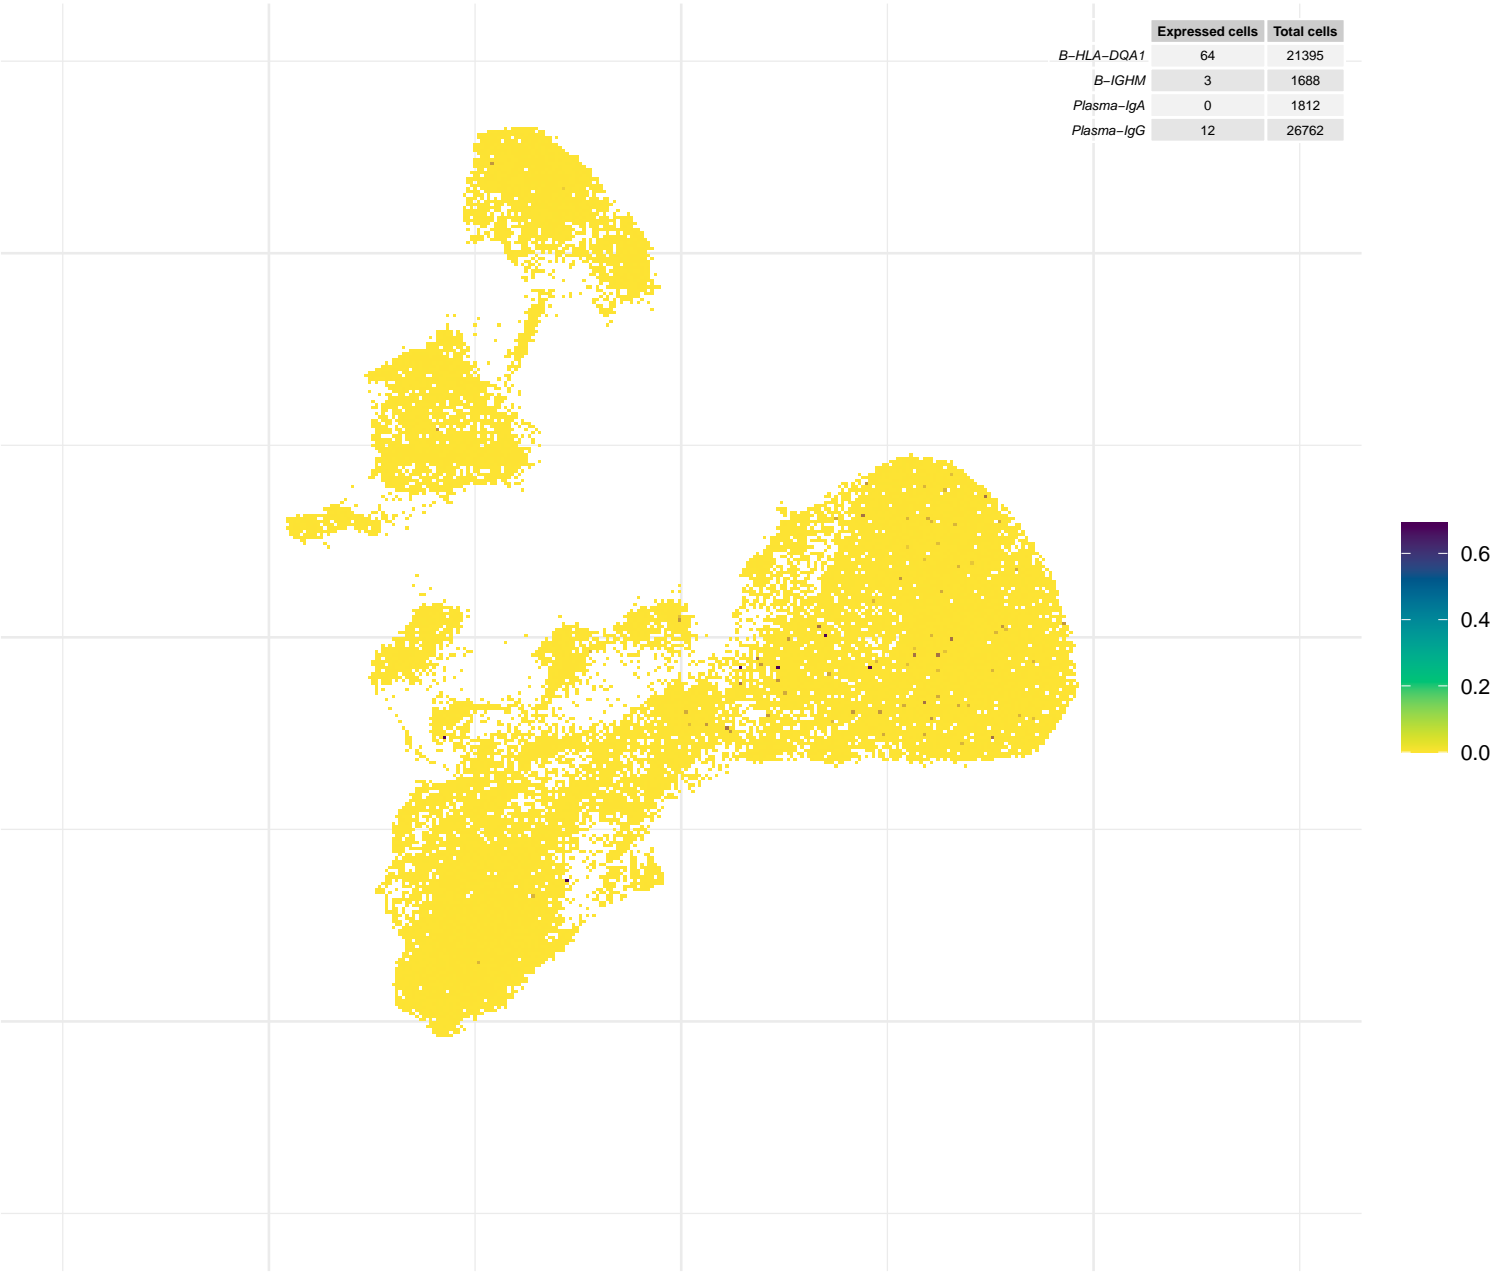 Expressed cells Total cells
B−HLA−DQA1 64 21395
B−IGHM 3 1688
Plasma−IgA 0 1812
Plasma−IgG 12 26762
0.6
0.4
0.2
0.0